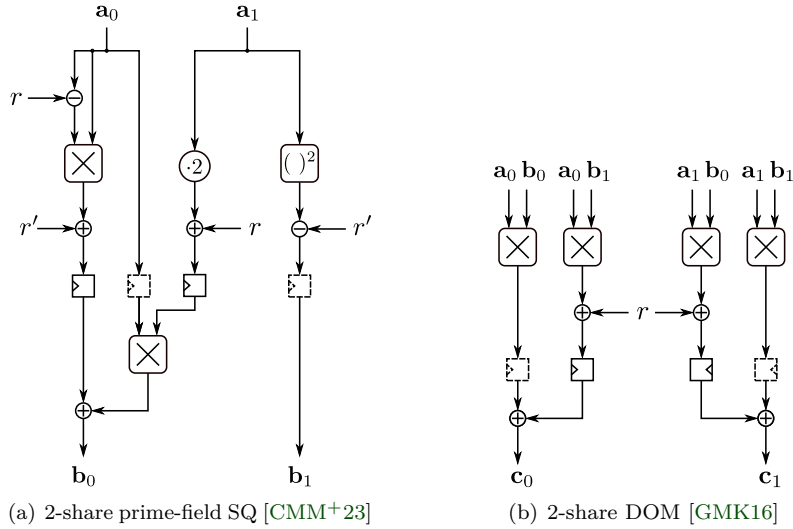 a₀ a₁
r
·2 ( )²
r′ r r′
b₀ b₁
(a) 2-share prime-field SQ [CMM⁺23]
a₀ b₀ a₀ b₁ a₁ b₀ a₁ b₁
r
c₀ c₁
(b) 2-share DOM [GMK16]